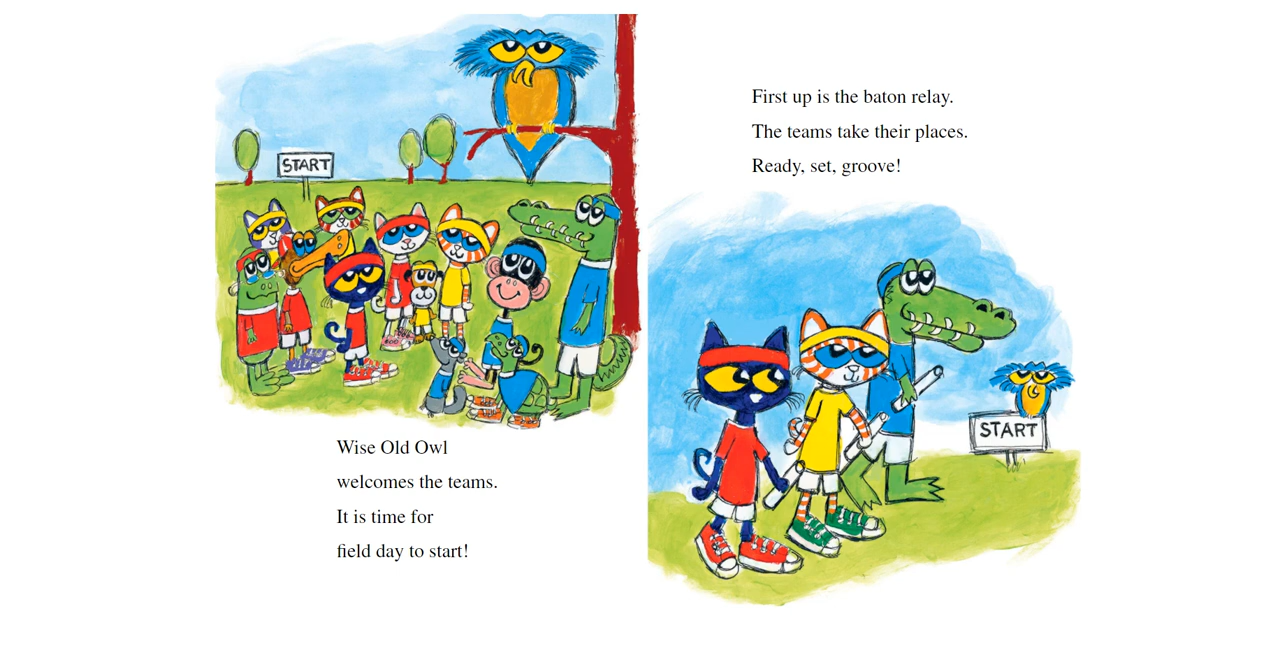 START
Wise Old Owl
welcomes the teams.
It is time for
field day to start!
First up is the baton relay.
The teams take their places.
Ready, set, groove!
START